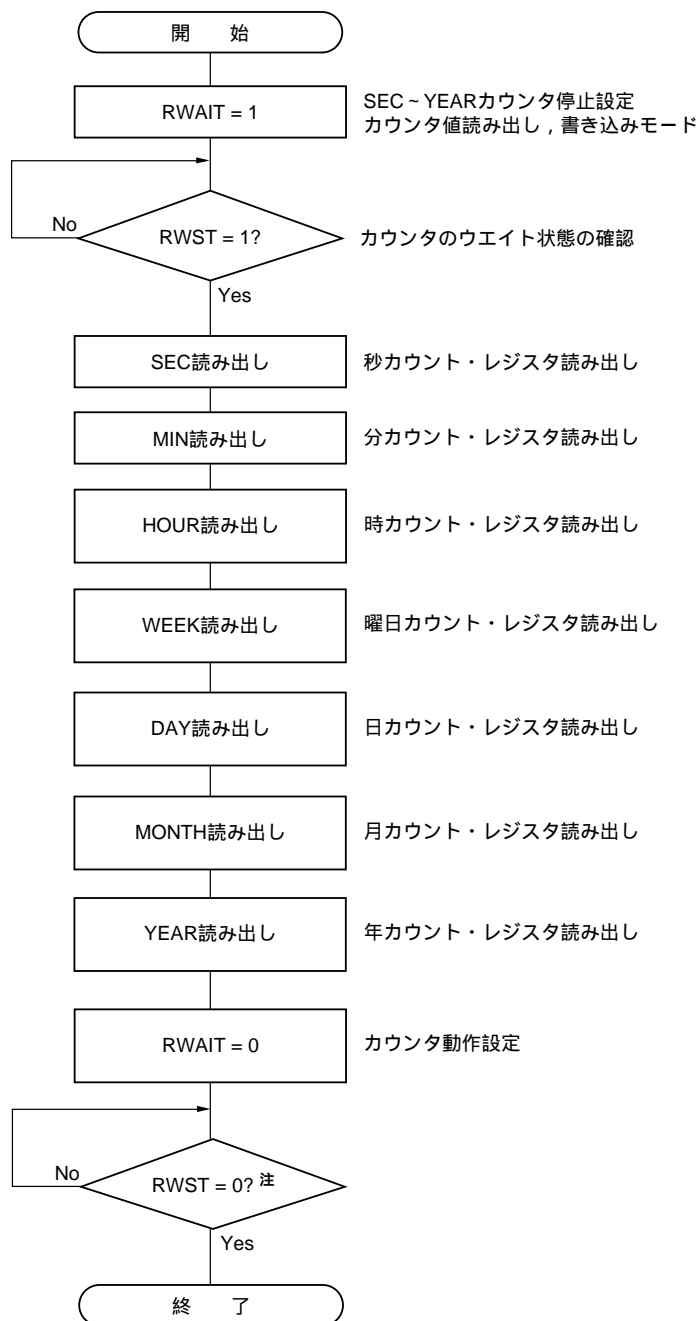 開 始
RWAIT = 1
SEC～YEARカウンタ停止設定
カウンタ値読み出し，書き込みモード
No
RWST = 1?
カウンタのウエイト状態の確認
Yes
SEC読み出し
秒カウント・レジスタ読み出し
MIN読み出し
分カウント・レジスタ読み出し
HOUR読み出し
時カウント・レジスタ読み出し
WEEK読み出し
曜日カウント・レジスタ読み出し
DAY読み出し
日カウント・レジスタ読み出し
MONTH読み出し
月カウント・レジスタ読み出し
YEAR読み出し
年カウント・レジスタ読み出し
RWAIT = 0
カウンタ動作設定
No
RWST = 0? 注
Yes
終 了